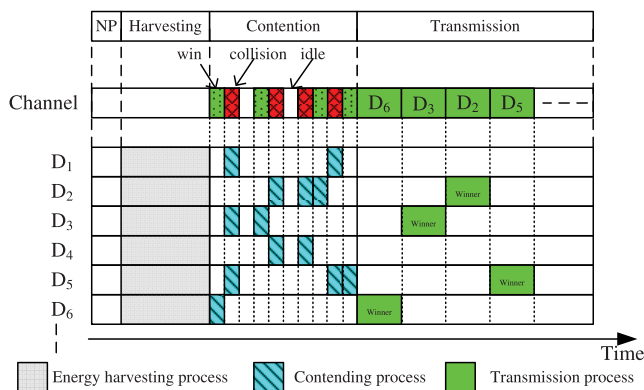 NP Harvesting Contention Transmission
win collision idle
Channel D6 D3 D2 D5
D1
D2 Winner
D3 Winner
D4
D5 Winner
D6 Winner
Time
Energy harvesting process Contending process Transmission process